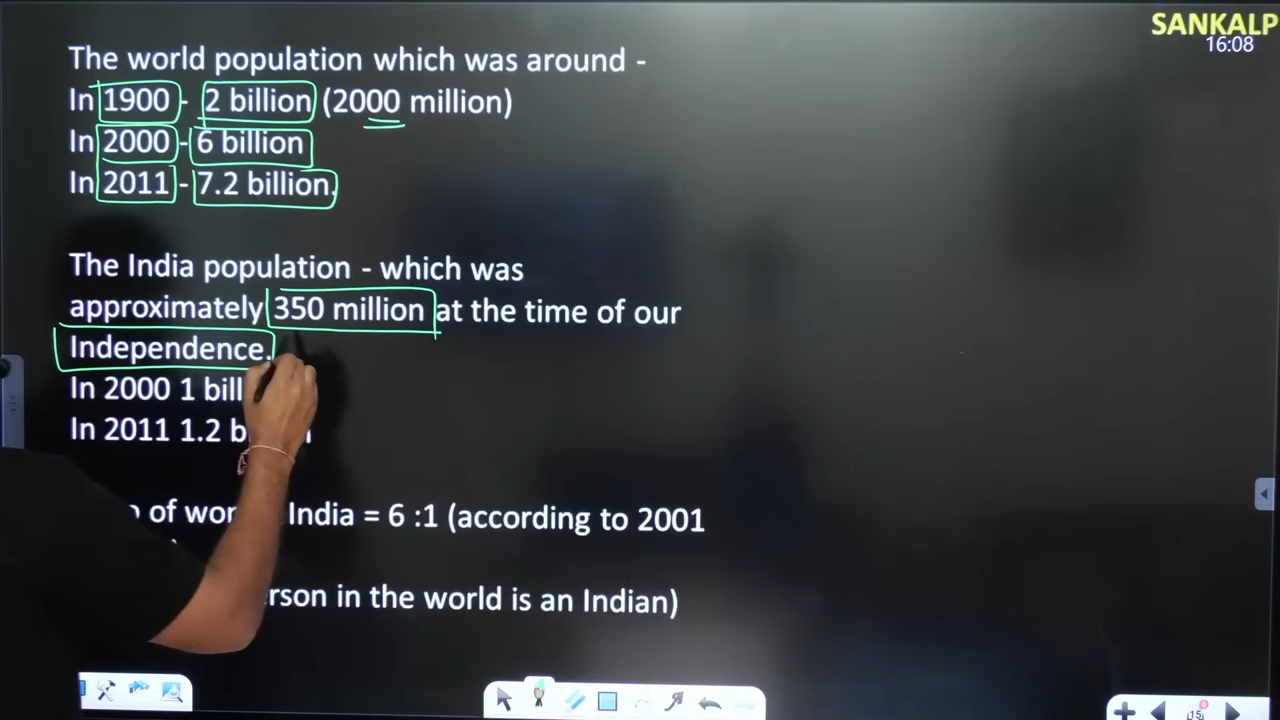 SANKALP
16:08
The world population which was around -
In 1900 - 2 billion (2000 million)
In 2000 - 6 billion
In 2011 - 7.2 billion.
The India population - which was
approximately 350 million at the time of our
Independence.
In 2000 1 bill
In 2011 1.2 b
of wor India = 6 :1 (according to 2001
in the world is an Indian)
15